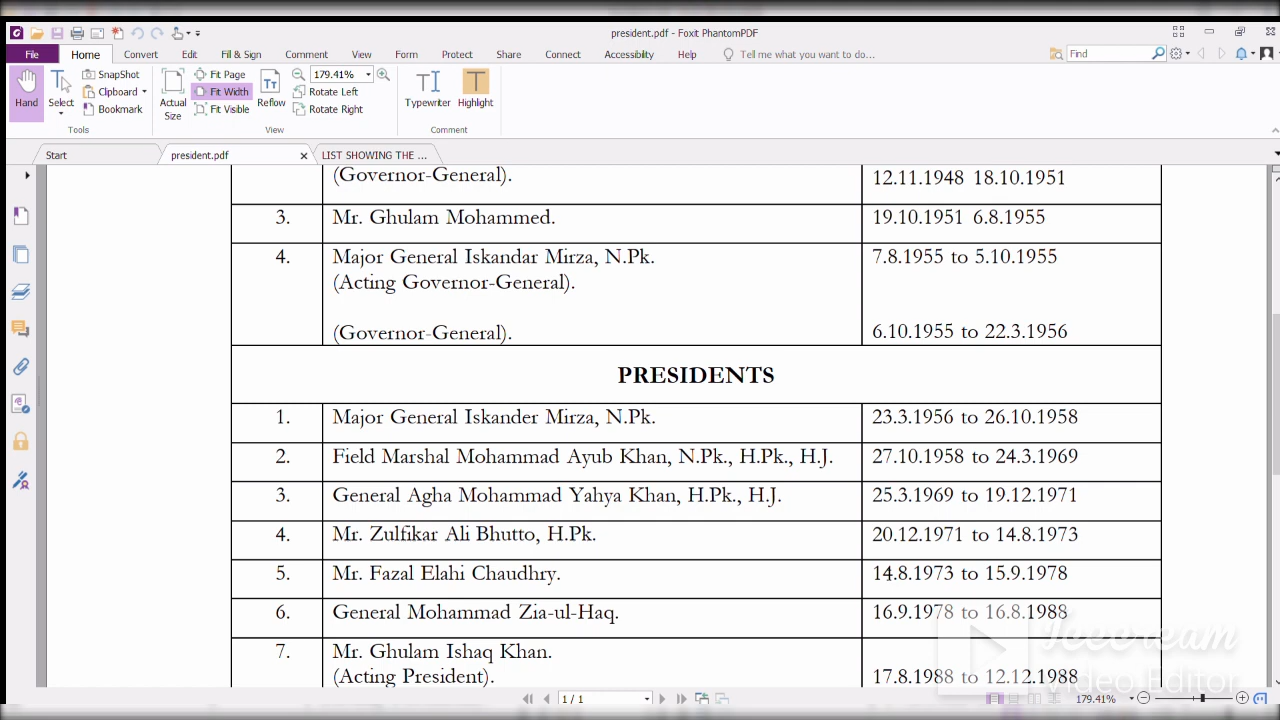 president.pdf - Foxit PhantomPDF
File Home Convert Edit Fill & Sign Comment View Form Protect Share Connect Accessibility Help Tell me what you want to do... Find
Hand Select SnapShot Clipboard Bookmark Actual Size Fit Page Fit Width Fit Visible Reflow 179.41% Rotate Left Rotate Right Typewriter Highlight
Tools View Comment
Start president.pdf LIST SHOWING THE ...
(Governor-General). 12.11.1948 18.10.1951
3. Mr. Ghulam Mohammed. 19.10.1951 6.8.1955
4. Major General Iskandar Mirza, N.Pk. 7.8.1955 to 5.10.1955
(Acting Governor-General).
(Governor-General). 6.10.1955 to 22.3.1956
PRESIDENTS
1. Major General Iskander Mirza, N.Pk. 23.3.1956 to 26.10.1958
2. Field Marshal Mohammad Ayub Khan, N.Pk., H.Pk., H.J. 27.10.1958 to 24.3.1969
3. General Agha Mohammad Yahya Khan, H.Pk., H.J. 25.3.1969 to 19.12.1971
4. Mr. Zulfikar Ali Bhutto, H.Pk. 20.12.1971 to 14.8.1973
5. Mr. Fazal Elahi Chaudhry. 14.8.1973 to 15.9.1978
6. General Mohammad Zia-ul-Haq. 16.9.1978 to 16.8.1988
7. Mr. Ghulam Ishaq Khan.
(Acting President). 17.8.1988 to 12.12.1988
Icecream
Video Editor
1 / 1 179.41%